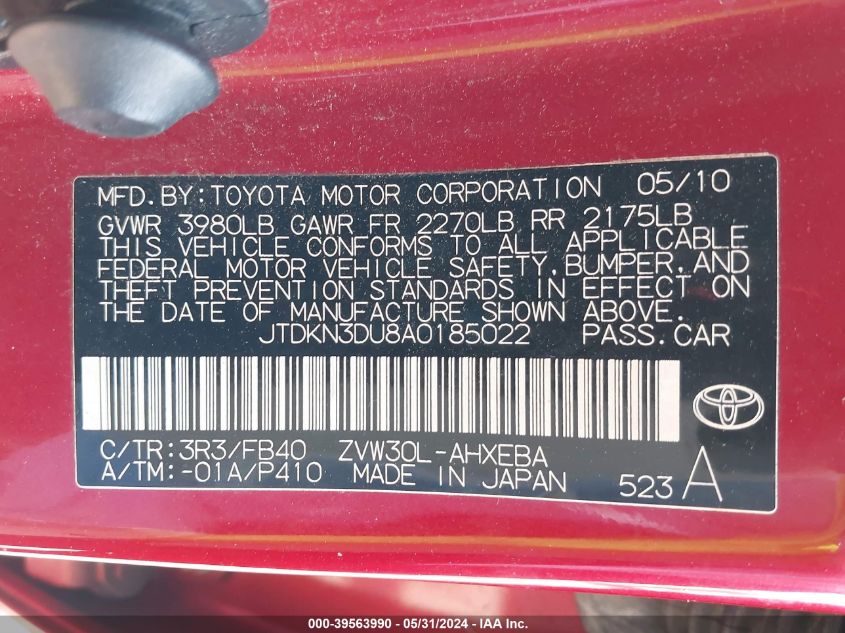 MFD.BY:TOYOTA MOTOR CORPORATION 05/10
GVWR 3980LB GAWR FR 2270LB RR 2175LB
THIS VEHICLE CONFORMS TO ALL APPLICABLE
FEDERAL MOTOR VEHICLE SAFETY,BUMPER,AND
THEFT PREVENTION STANDARDS IN EFFECT ON
THE DATE OF MANUFACTURE SHOWN ABOVE.
JTDKN3DU8A0185022 PASS.CAR
C/TR:3R3/FB40 ZVW30L-AHXEBA
A/TM:-01A/P410 MADE IN JAPAN 523 A
000-39563990 - 05/31/2024 - IAA Inc.